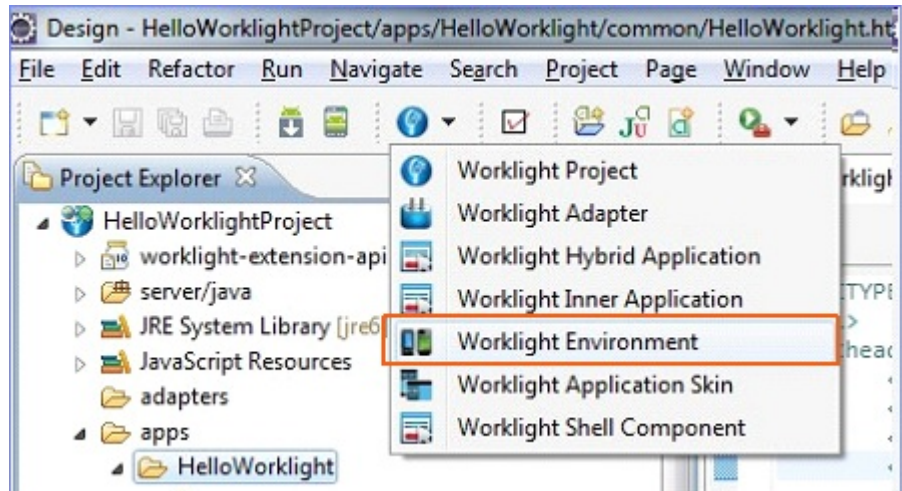 Design - HelloWorklightProject/apps/HelloWorklight/common/HelloWorklight.ht
File Edit Refactor Run Navigate Search Project Page Window Help
Project Explorer
HelloWorklightProject
worklight-extension-api
server/java
JRE System Library [jre6
JavaScript Resources
adapters
apps
HelloWorklight
Worklight Project
Worklight Adapter
Worklight Hybrid Application
Worklight Inner Application
Worklight Environment
Worklight Application Skin
Worklight Shell Component